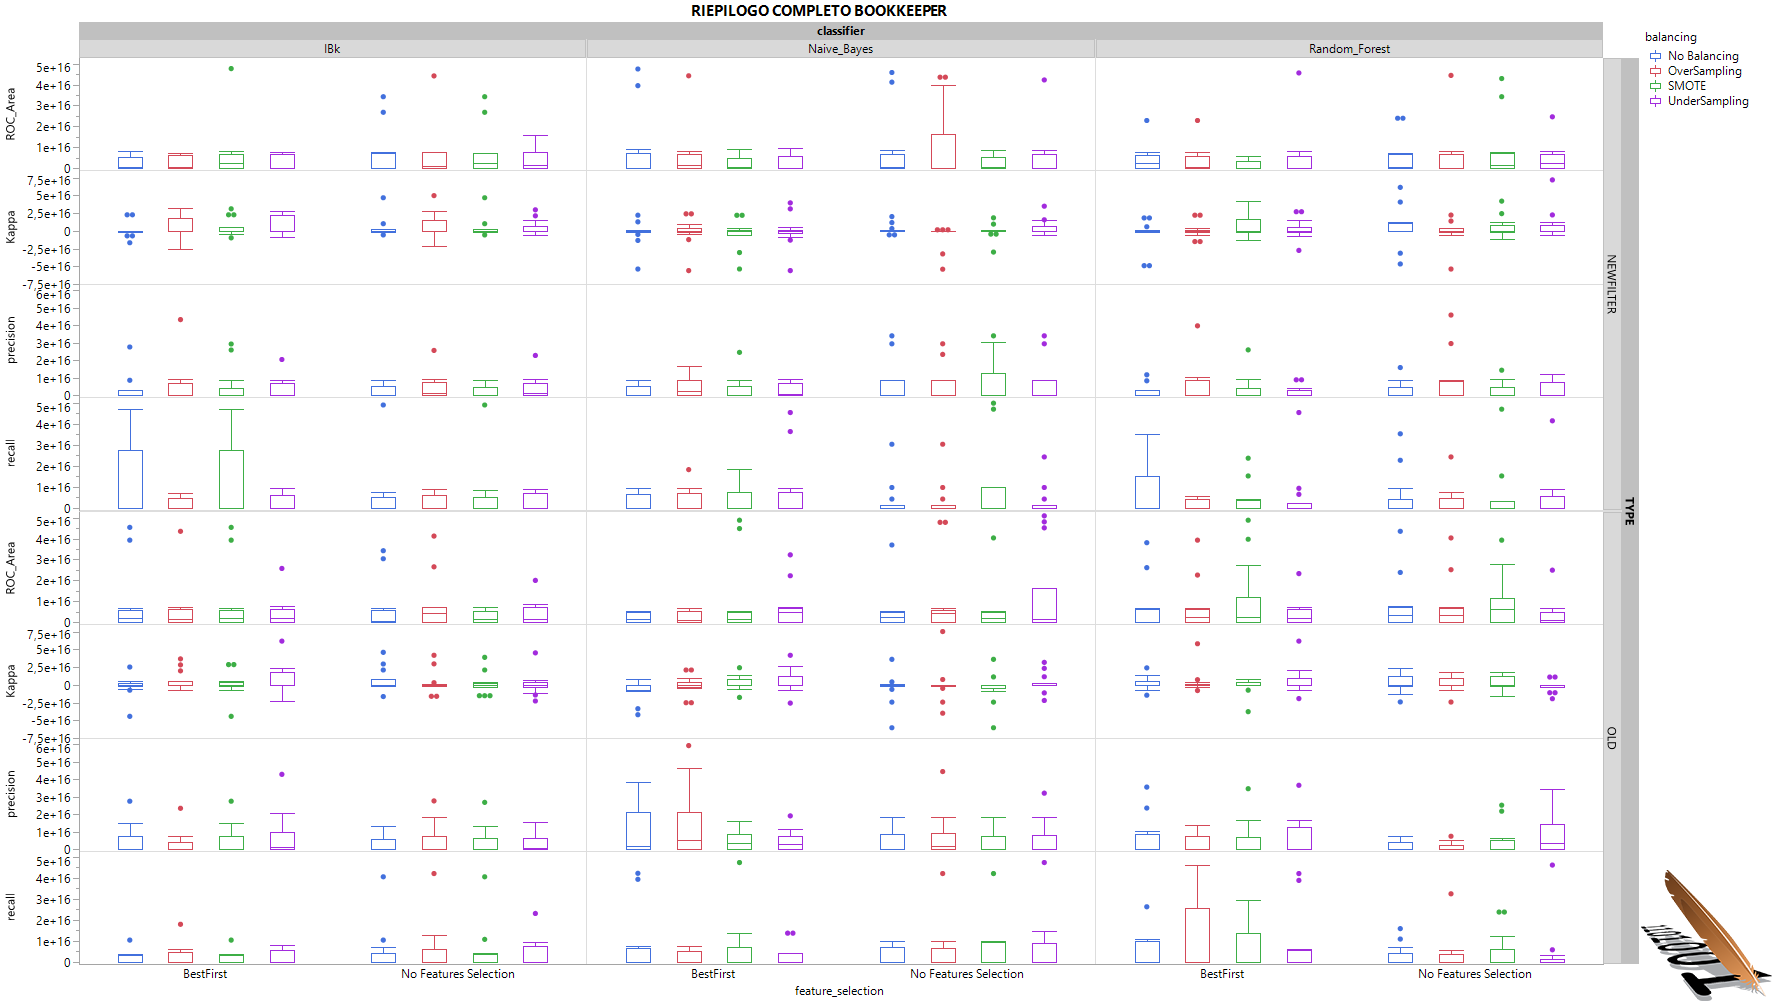 RIEPILOGO COMPLETO BOOKKEEPER
classifier
IBk Naive_Bayes Random_Forest
balancing
No Balancing
OverSampling
SMOTE
UnderSampling
ROC_Area
5e+16
4e+16
3e+16
2e+16
1e+16
0
Kappa
7,5e+16
5e+16
2,5e+16
0
-2,5e+16
-5e+16
-7,5e+16
precision
6e+16
5e+16
4e+16
3e+16
2e+16
1e+16
0
recall
5e+16
4e+16
3e+16
2e+16
1e+16
0
NEWFILTER
TYPE
ROC_Area
5e+16
4e+16
3e+16
2e+16
1e+16
0
Kappa
7,5e+16
5e+16
2,5e+16
0
-2,5e+16
-5e+16
-7,5e+16
precision
6e+16
5e+16
4e+16
3e+16
2e+16
1e+16
0
recall
5e+16
4e+16
3e+16
2e+16
1e+16
0
OLD
BestFirst No Features Selection BestFirst No Features Selection BestFirst No Features Selection
feature_selection